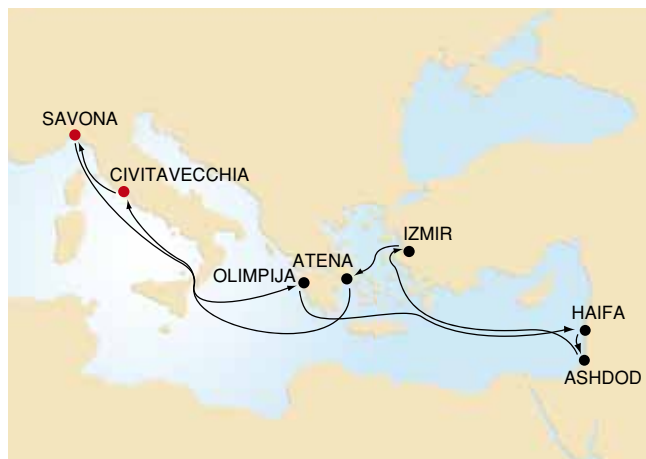 SAVONA
CIVITAVECCHIA
IZMIR
ATENA
OLIMPIJA
HAIFA
ASHDOD